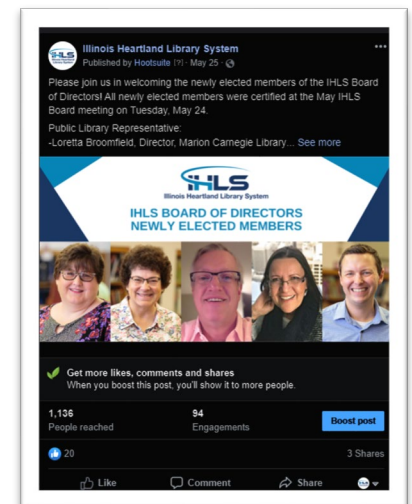 Illinois Heartland Library System
Published by Hootsuite [?] · May 25 ·
Please join us in welcoming the newly elected members of the IHLS Board
of Directors! All newly elected members were certified at the May IHLS
Board meeting on Tuesday, May 24.
Public Library Representative:
-Loretta Broomfield, Director, Marion Carnegie Library... See more
IHLS
Illinois Heartland Library System
IHLS BOARD OF DIRECTORS
NEWLY ELECTED MEMBERS
Get more likes, comments and shares
When you boost this post, you'll show it to more people.
1,136 94 Boost post
People reached Engagements
20 3 Shares
Like Comment Share